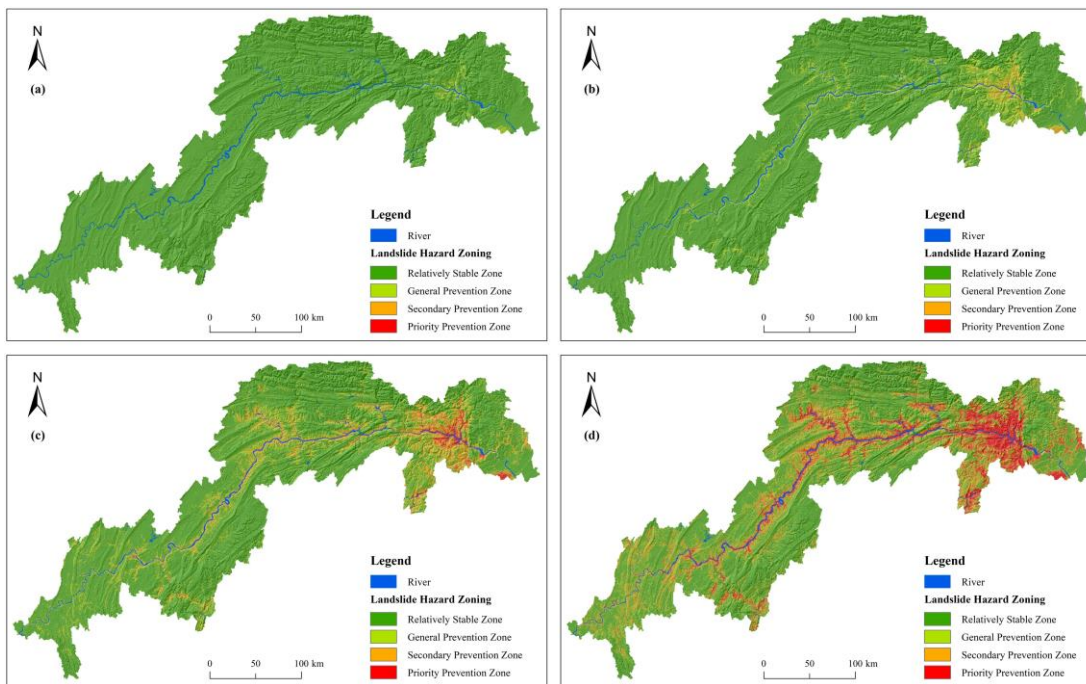 N
(a)
Legend
River
Landslide Hazard Zoning
Relatively Stable Zone
General Prevention Zone
Secondary Prevention Zone
Priority Prevention Zone
0 50 100 km
N
(b)
Legend
River
Landslide Hazard Zoning
Relatively Stable Zone
General Prevention Zone
Secondary Prevention Zone
Priority Prevention Zone
0 50 100 km
N
(c)
Legend
River
Landslide Hazard Zoning
Relatively Stable Zone
General Prevention Zone
Secondary Prevention Zone
Priority Prevention Zone
0 50 100 km
N
(d)
Legend
River
Landslide Hazard Zoning
Relatively Stable Zone
General Prevention Zone
Secondary Prevention Zone
Priority Prevention Zone
0 50 100 km